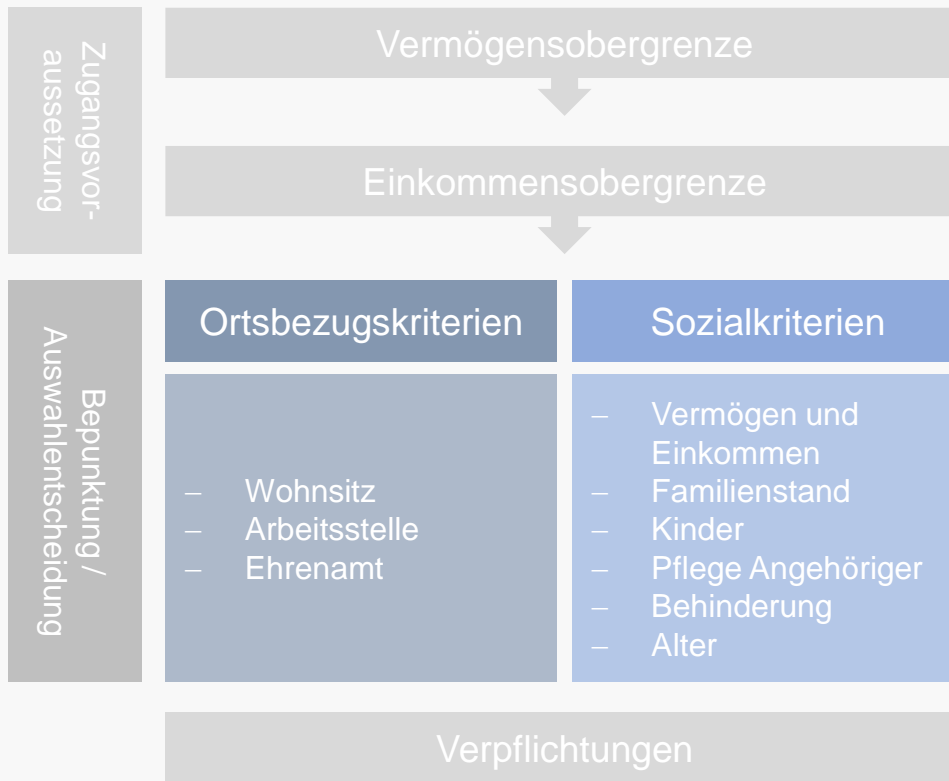 Zugangsvor-
aussetzung
Vermögensobergrenze
Einkommensobergrenze
Bepunktung /
Auswahlentscheidung
Ortsbezugskriterien
– Wohnsitz
– Arbeitsstelle
– Ehrenamt
Sozialkriterien
– Vermögen und
Einkommen
– Familienstand
– Kinder
– Pflege Angehöriger
– Behinderung
– Alter
Verpflichtungen